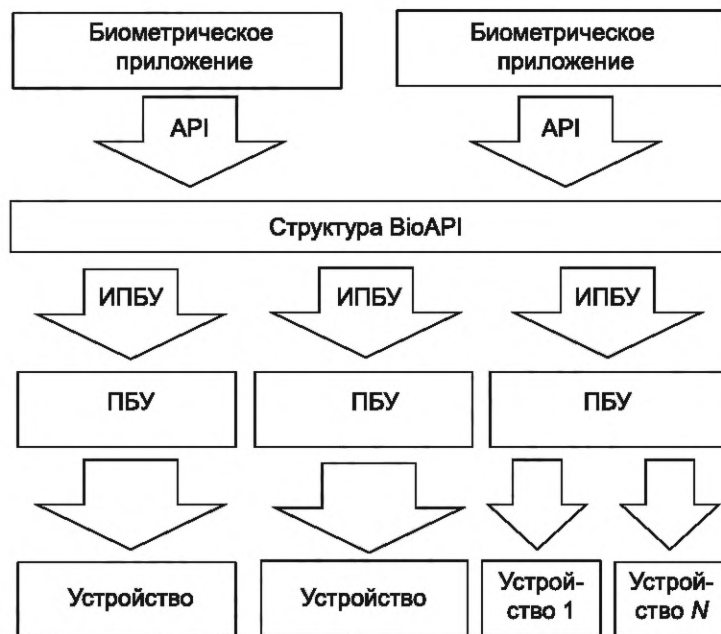 Биометрическое
приложение
Биометрическое
приложение
API
API
Структура BioAPI
ИПБУ
ИПБУ
ИПБУ
ПБУ
ПБУ
ПБУ
Устройство
Устройство
Устрой-
ство 1
Устрой-
ство N